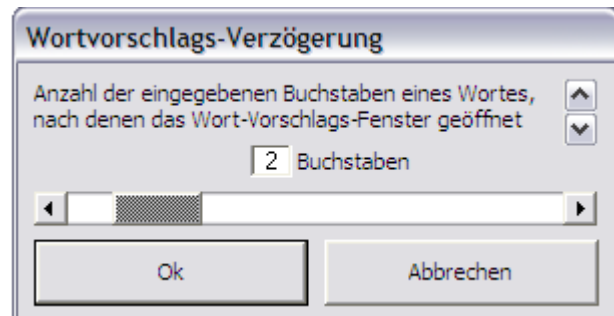 Wortvorschlags-Verzögerung
Anzahl der eingegebenen Buchstaben eines Wortes,
nach denen das Wort-Vorschlags-Fenster geöffnet
2 Buchstaben
Ok Abbrechen